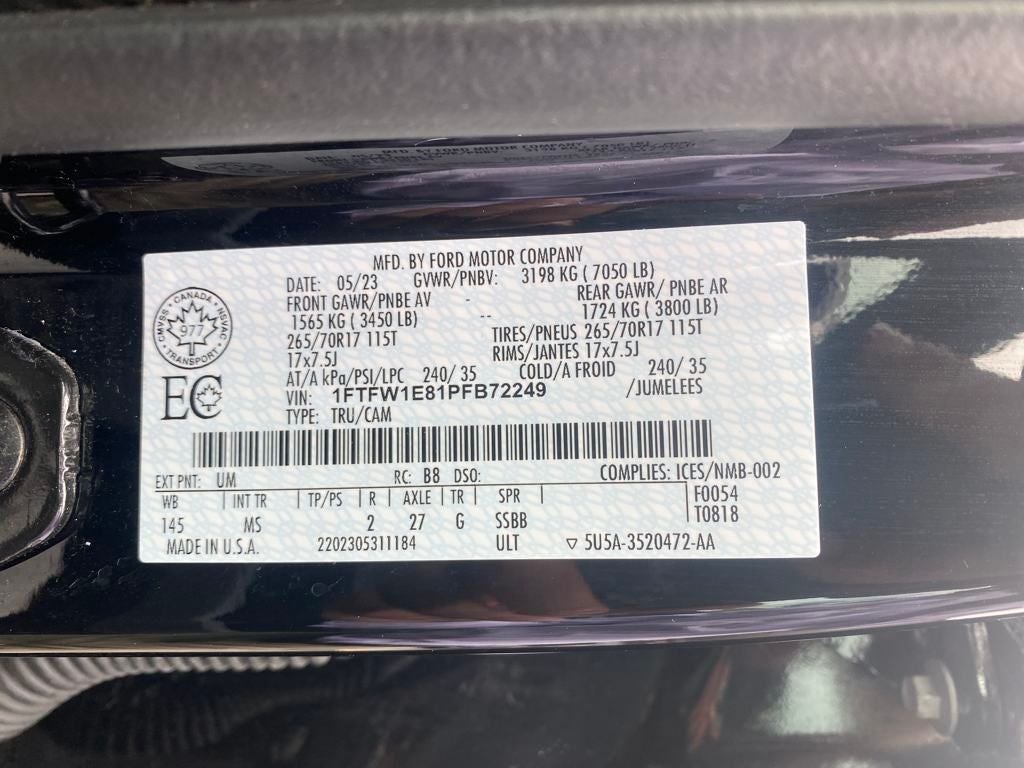 MFD. BY FORD MOTOR COMPANY
DATE: 05/23 GVWR/PNBV: 3198 KG ( 7050 LB)
FRONT GAWR/PNBE AV - REAR GAWR/ PNBE AR
1565 KG ( 3450 LB) -- 1724 KG ( 3800 LB)
265/70R17 115T TIRES/PNEUS 265/70R17 115T
17x7.5J RIMS/JANTES 17x7.5J
AT/A kPa/PSI/LPC 240/ 35 COLD/A FROID 240/ 35
VIN: 1FTFW1E81PFB72249 /JUMELEES
TYPE: TRU/CAM
CMVSS • CANADA • NSVAC • TRANSPORT •
977
EC
EXT PNT: UM RC: B8 DSO: COMPLIES: ICES/NMB-002
WB | INT TR | TP/PS | R | AXLE | TR | SPR | F0054
145 MS 2 27 G SSBB T0818
MADE IN U.S.A. 2202305311184 ULT ▽ 5U5A-3520472-AA
MFD. BY FORD MOTOR COMPANY